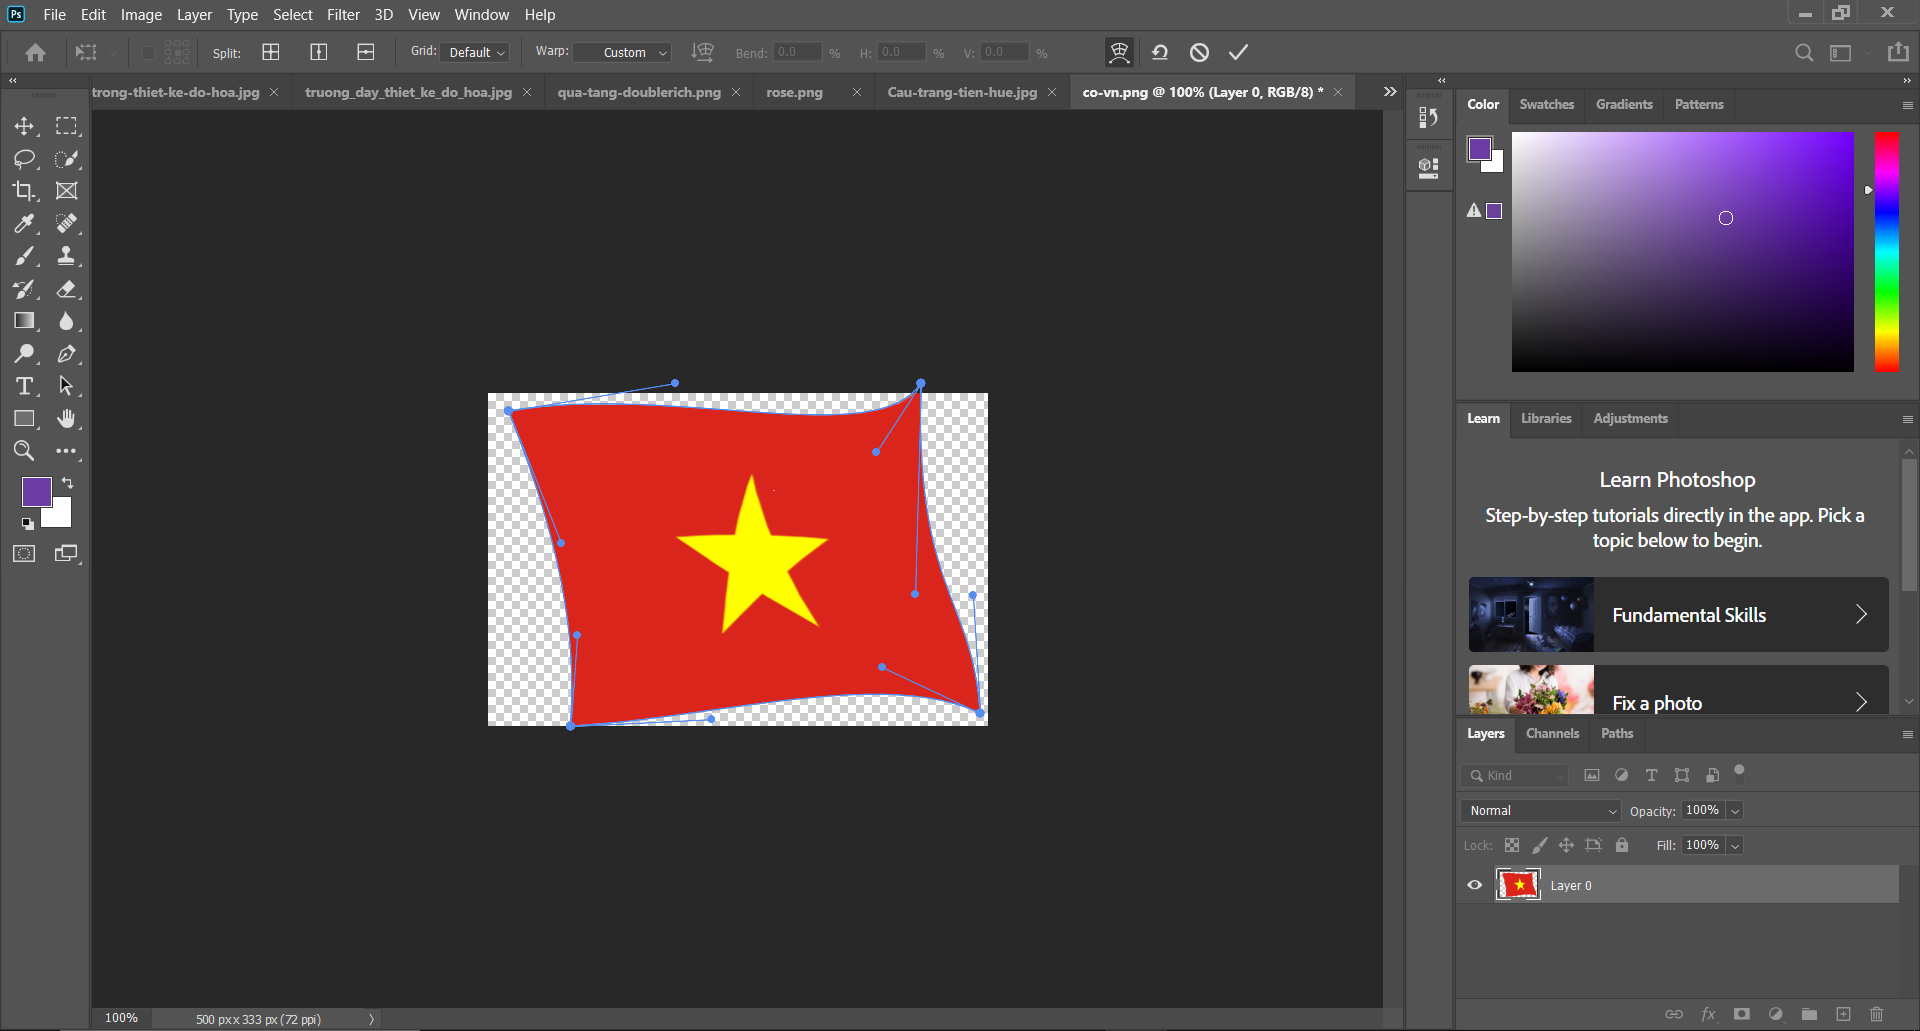 Ps File Edit Image Layer Type Select Filter 3D View Window Help
Split: Grid: Default Warp: Custom Bend: 0.0 % H: 0.0 % V: 0.0 %
trong-thiet-ke-do-hoa.jpg × truong_day_thiet_ke_do_hoa.jpg × qua-tang-doublerich.png × rose.png × Cau-trang-tien-hue.jpg × co-vn.png @ 100% (Layer 0, RGB/8) * ×
Color Swatches Gradients Patterns
Learn Libraries Adjustments
Learn Photoshop
Step-by-step tutorials directly in the app. Pick a
topic below to begin.
Fundamental Skills
Fix a photo
Layers Channels Paths
Kind
Normal Opacity: 100%
Lock: Fill: 100%
Layer 0
fx
100% 500 px x 333 px (72 ppi)